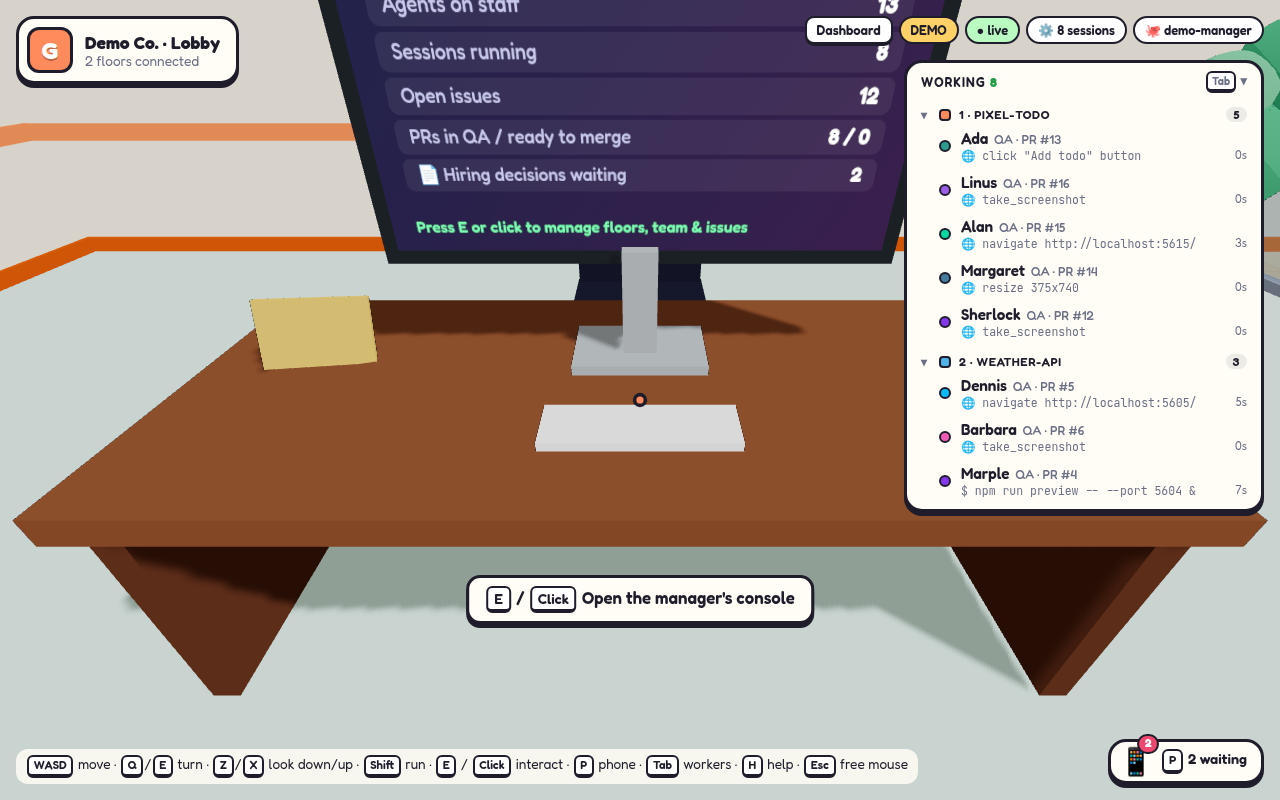 G
Demo Co. · Lobby
2 floors connected
Agents on staff 13
Sessions running 8
Open issues 12
PRs in QA / ready to merge 8 / 0
📄 Hiring decisions waiting 2
Press E or click to manage floors, team & issues
Dashboard
DEMO
● live
⚙️ 8 sessions
🐙 demo-manager
WORKING 8 Tab ▼
▼ 1 · PIXEL-TODO 5
Ada QA · PR #13
🌐 click "Add todo" button 0s
Linus QA · PR #16
🌐 take_screenshot 0s
Alan QA · PR #15
🌐 navigate http://localhost:5615/ 3s
Margaret QA · PR #14
🌐 resize 375x740 0s
Sherlock QA · PR #12
🌐 take_screenshot 0s
▼ 2 · WEATHER-API 3
Dennis QA · PR #5
🌐 navigate http://localhost:5605/ 5s
Barbara QA · PR #6
🌐 take_screenshot 0s
Marple QA · PR #4
$ npm run preview -- --port 5604 & 7s
E / Click Open the manager's console
WASD move · Q / E turn · Z / X look down/up · Shift run · E / Click interact · P phone · Tab workers · H help · Esc free mouse
📱 2 P 2 waiting